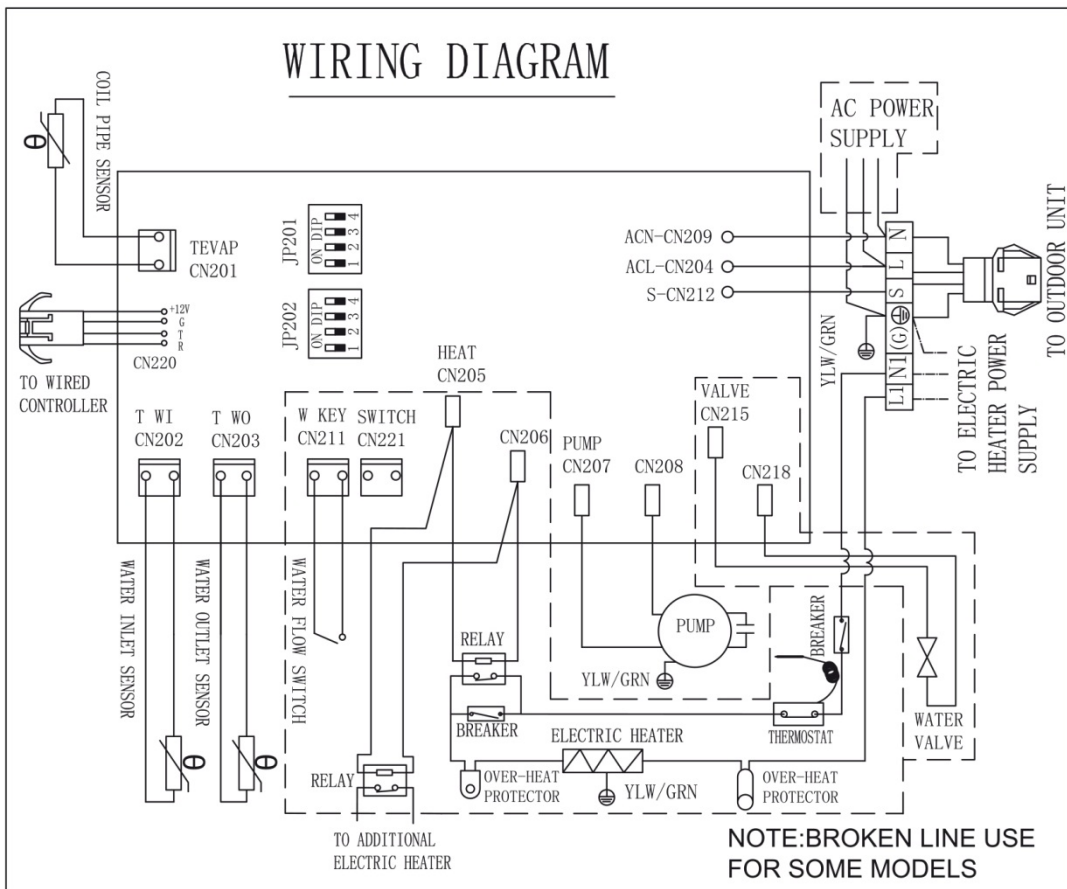 WIRING DIAGRAM
COIL PIPE SENSOR
θ
TEVAP
CN201
JP201
ON DIP
1 2 3 4
JP202
ON DIP
1 2 3 4
+12V
G
T
R
CN220
TO WIRED
CONTROLLER
AC POWER
SUPPLY
ACN-CN209
ACL-CN204
S-CN212
N
L
S
(G)
N1
L1
YLW/GRN
TO OUTDOOR UNIT
TO ELECTRIC
HEATER POWER
SUPPLY
T WI
CN202
T WO
CN203
W KEY
CN211
SWITCH
CN221
HEAT
CN205
CN206
PUMP
CN207
CN208
VALVE
CN215
CN218
WATER INLET SENSOR
θ
WATER OUTLET SENSOR
θ
WATER FLOW SWITCH
RELAY
BREAKER
PUMP
YLW/GRN
BREAKER
THERMOSTAT
WATER
VALVE
ELECTRIC HEATER
YLW/GRN
OVER-HEAT
PROTECTOR
OVER-HEAT
PROTECTOR
RELAY
TO ADDITIONAL
ELECTRIC HEATER
NOTE:BROKEN LINE USE
FOR SOME MODELS